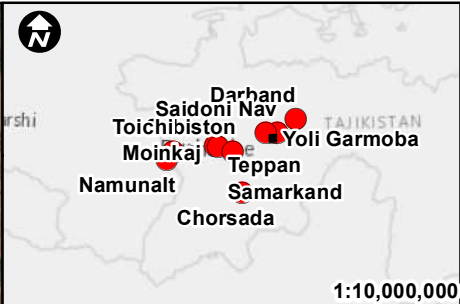 N
Darband
Saidoni Nav
arshi
Toichibiston
TAJIKISTAN
Yoli Garmoba
Moinkaj
Teppan
Namunalt
Samarkand
Chorsada
1:10,000,000